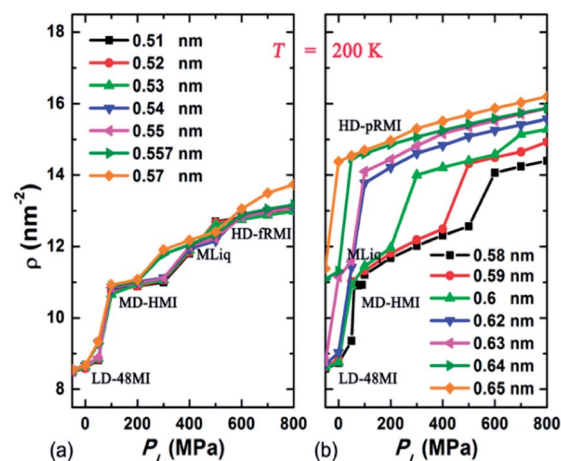 T = 200 K
ρ (nm⁻²)
18
16
14
12
10
8
0.51 nm
0.52 nm
0.53 nm
0.54 nm
0.55 nm
0.557 nm
0.57 nm
HD-fRMI
MLiq
MD-HMI
LD-48MI
0 200 400 600 800
(a) P_l (MPa)
HD-pRMI
MLiq
MD-HMI
LD-48MI
0.58 nm
0.59 nm
0.6 nm
0.62 nm
0.63 nm
0.64 nm
0.65 nm
0 200 400 600 800
(b) P_l (MPa)